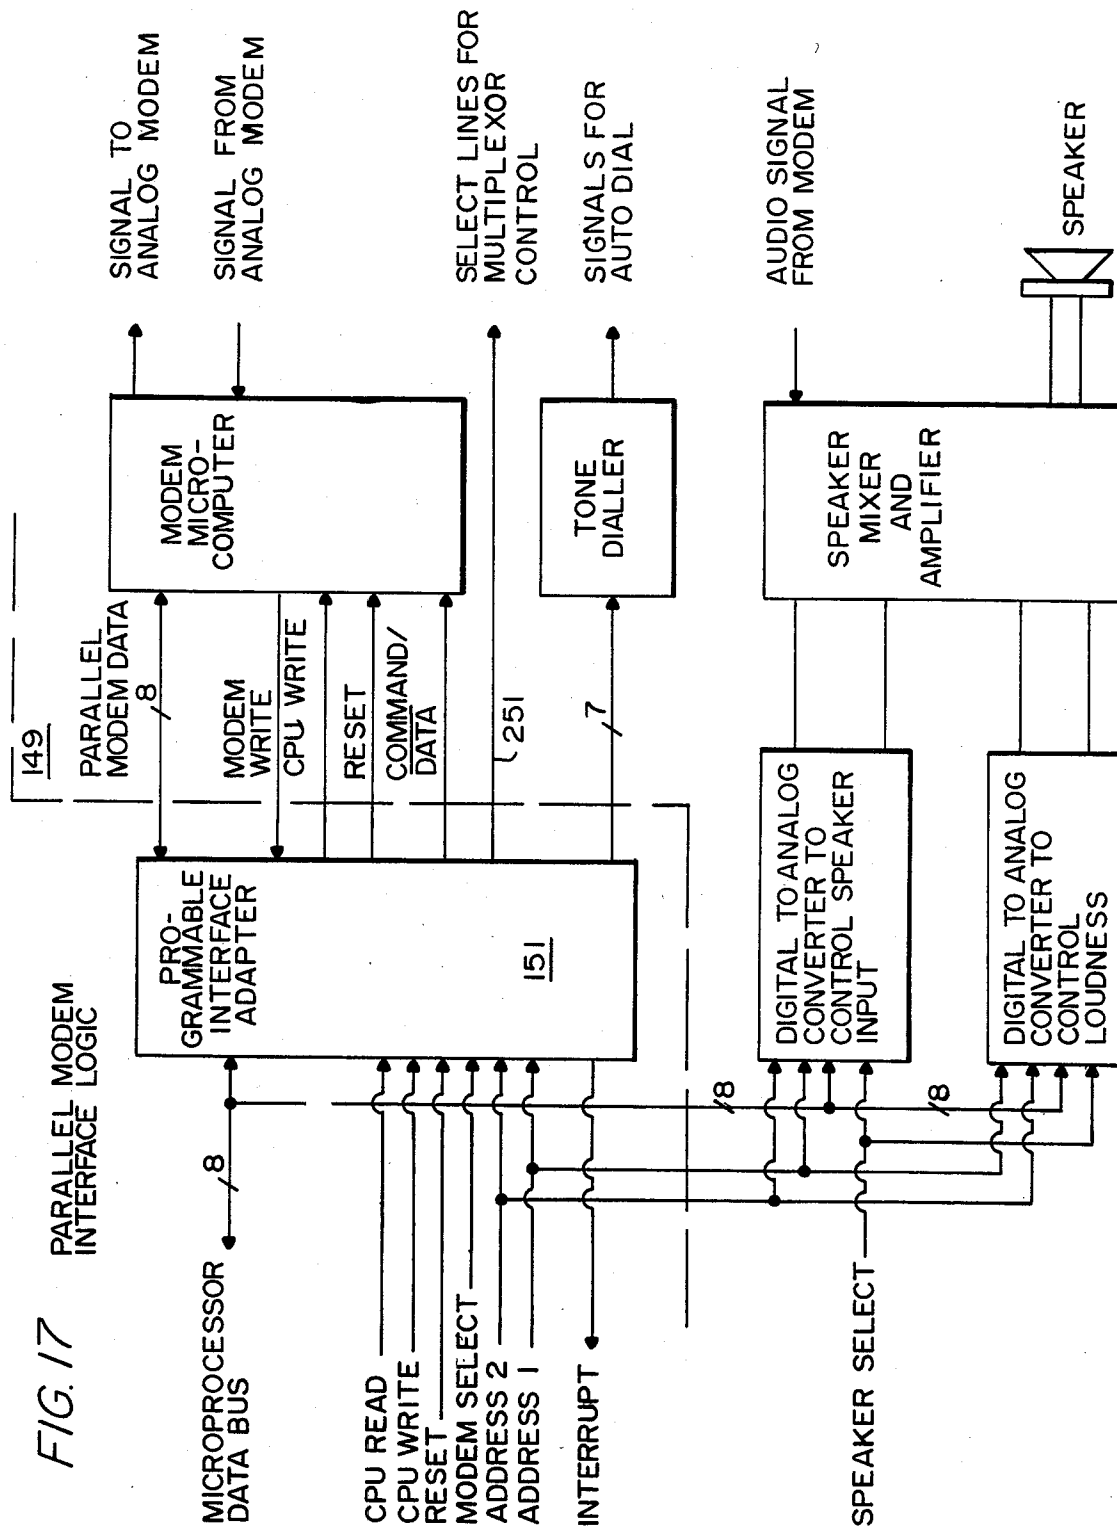 FIG. 17
PARALLEL MODEM
INTERFACE LOGIC
149
MICROPROCESSOR
DATA BUS
8
CPU READ
CPU WRITE
RESET
MODEM SELECT
ADDRESS 2
ADDRESS 1
INTERRUPT
SPEAKER SELECT
PRO-
GRAMMABLE
INTERFACE
ADAPTER
151
PARALLEL
MODEM DATA
8
MODEM
WRITE
CPU WRITE
RESET
COMMAND/
DATA
251
7
MODEM
MICRO-
COMPUTER
SIGNAL TO
ANALOG MODEM
SIGNAL FROM
ANALOG MODEM
SELECT LINES FOR
MULTIPLEXOR
CONTROL
TONE
DIALLER
SIGNALS FOR
AUTO DIAL
8
8
DIGITAL TO ANALOG
CONVERTER TO
CONTROL SPEAKER
INPUT
DIGITAL TO ANALOG
CONVERTER TO
CONTROL
LOUDNESS
SPEAKER
MIXER
AND
AMPLIFIER
AUDIO SIGNAL
FROM MODEM
SPEAKER